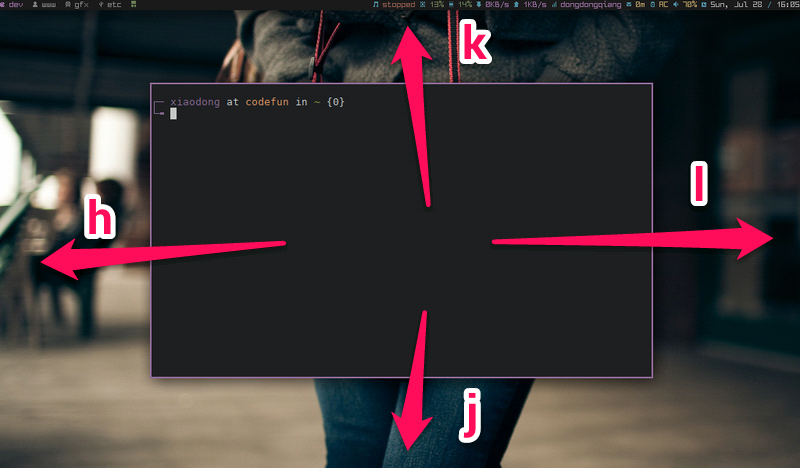 dev www gfx etc stopped 13% 14% 0KB/s 1KB/s dongdongqiang 0m AC 70% Sun, Jul 28 / 16:05
k
xiaodong at codefun in ~ {0}
l
h
j